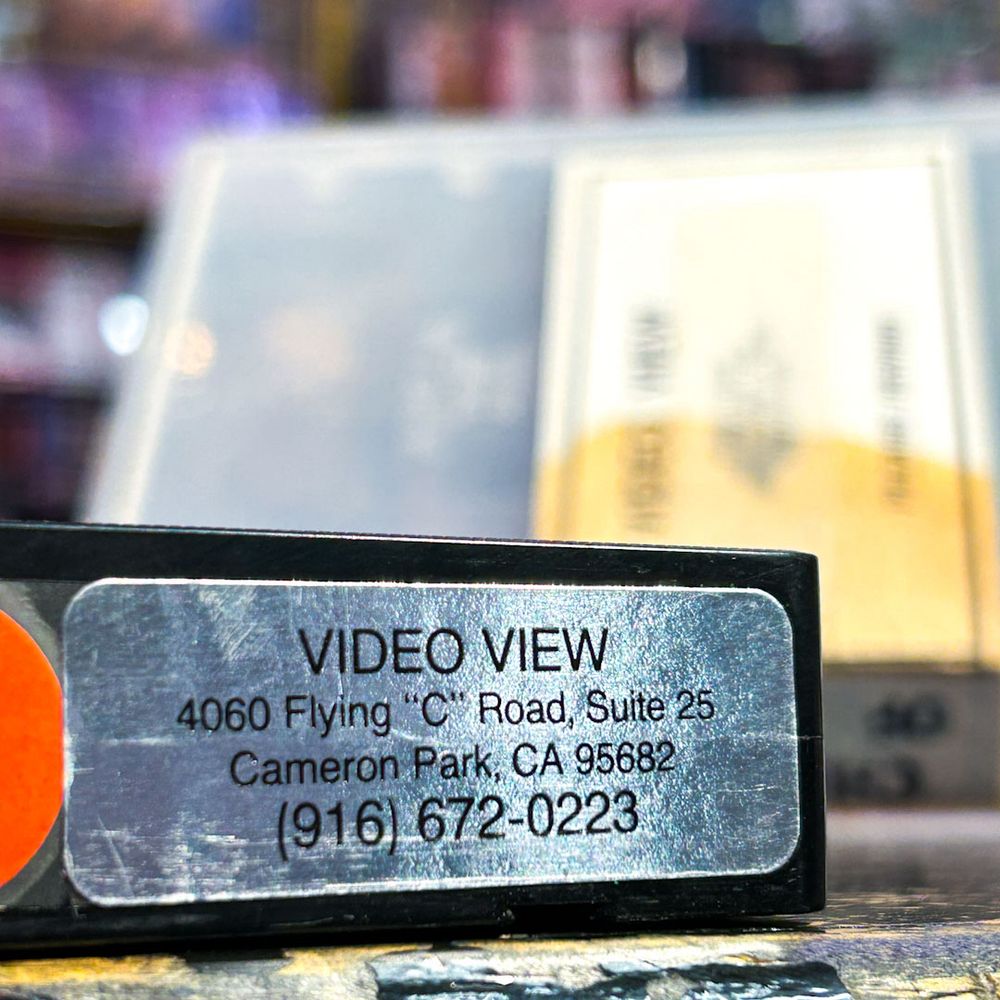 VIDEO VIEW
4060 Flying "C" Road, Suite 25
Cameron Park, CA 95682
(916) 672-0223